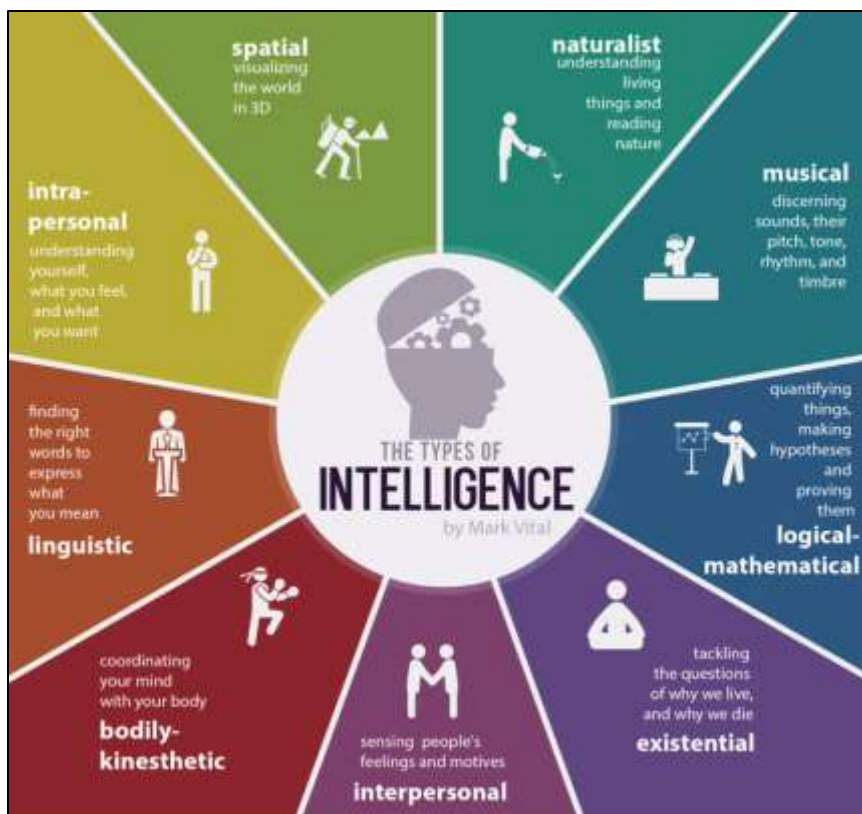 spatial
visualizing
the world
in 3D
naturalist
understanding
living
things and
reading
nature
musical
discerning
sounds, their
pitch, tone,
rhythm, and
timbre
quantifying
things,
making
hypotheses
and
proving
them
logical-
mathematical
tackling
the questions
of why we live,
and why we die
existential
sensing people's
feelings and motives
interpersonal
coordinating
your mind
with your body
bodily-
kinesthetic
finding
the right
words to
express
what
you mean
linguistic
intra-
personal
understanding
yourself,
what you feel,
and what
you want
THE TYPES OF
INTELLIGENCE
by Mark Vital